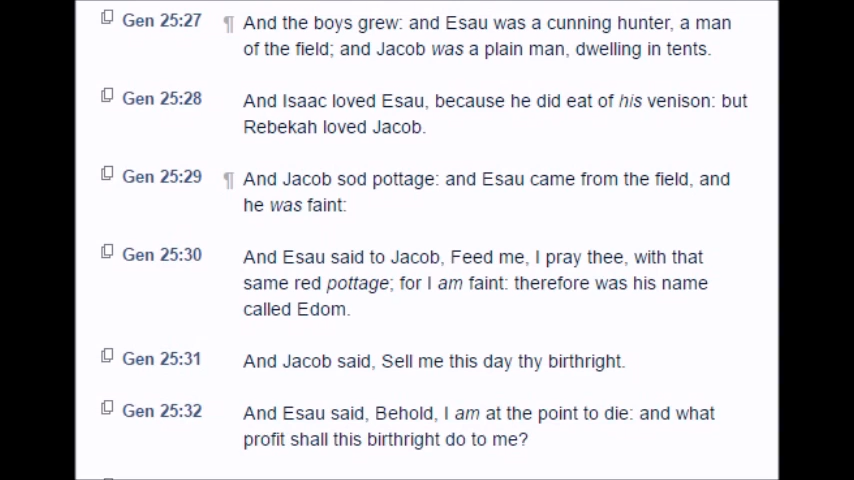 Gen 25:27 ¶ And the boys grew: and Esau was a cunning hunter, a man
of the field; and Jacob was a plain man, dwelling in tents.
Gen 25:28 And Isaac loved Esau, because he did eat of his venison: but
Rebekah loved Jacob.
Gen 25:29 ¶ And Jacob sod pottage: and Esau came from the field, and
he was faint:
Gen 25:30 And Esau said to Jacob, Feed me, I pray thee, with that
same red pottage; for I am faint: therefore was his name
called Edom.
Gen 25:31 And Jacob said, Sell me this day thy birthright.
Gen 25:32 And Esau said, Behold, I am at the point to die: and what
profit shall this birthright do to me?